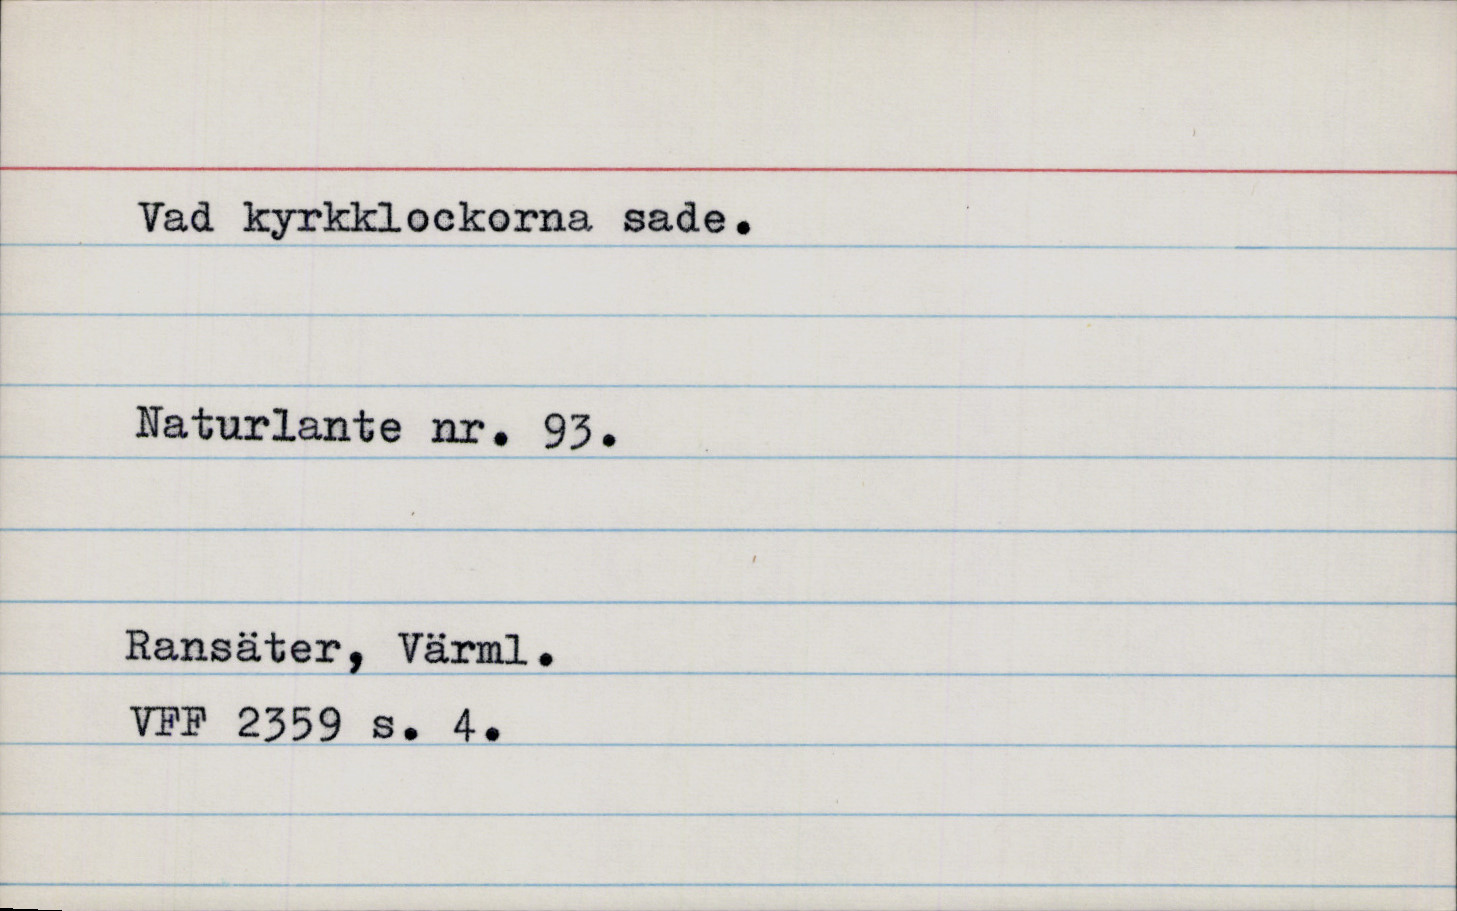 Vad kyrkklockorna sade.
Naturlante nr. 93.
Ransäter, Värml.
VFF 2359 s. 4.